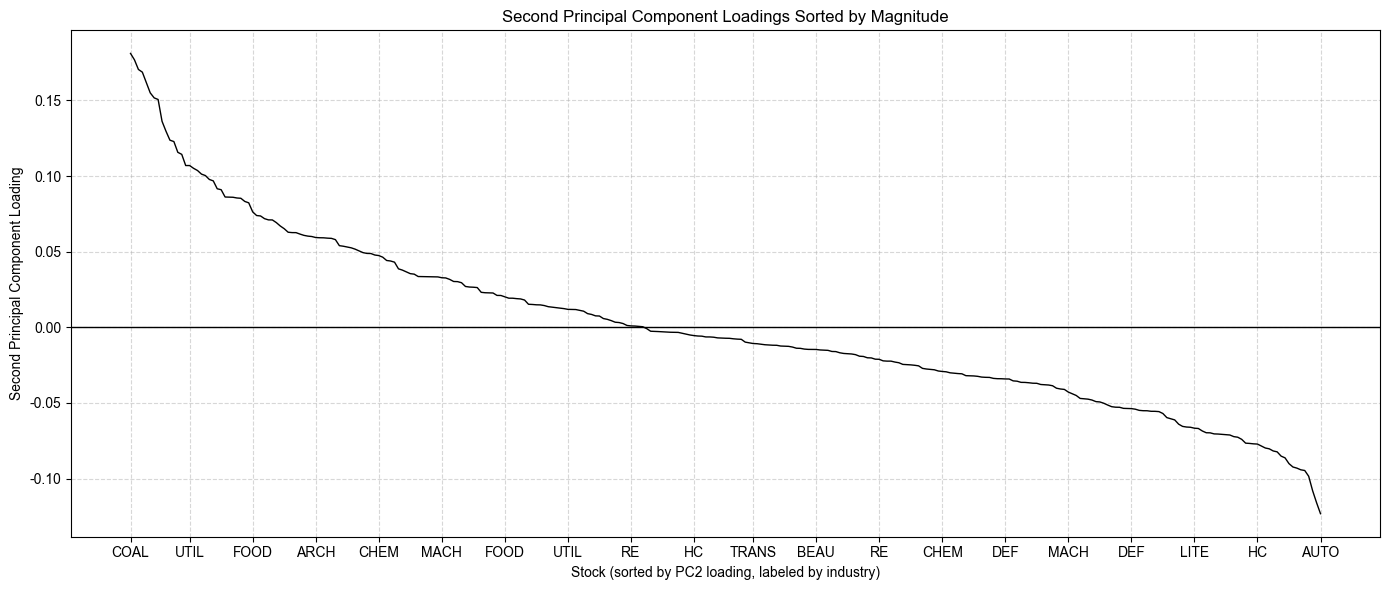 Second Principal Component Loadings Sorted by Magnitude
Second Principal Component Loading
0.15
0.10
0.05
0.00
-0.05
-0.10
COAL UTIL FOOD ARCH CHEM MACH FOOD UTIL RE HC TRANS BEAU RE CHEM DEF MACH DEF LITE HC AUTO
Stock (sorted by PC2 loading, labeled by industry)